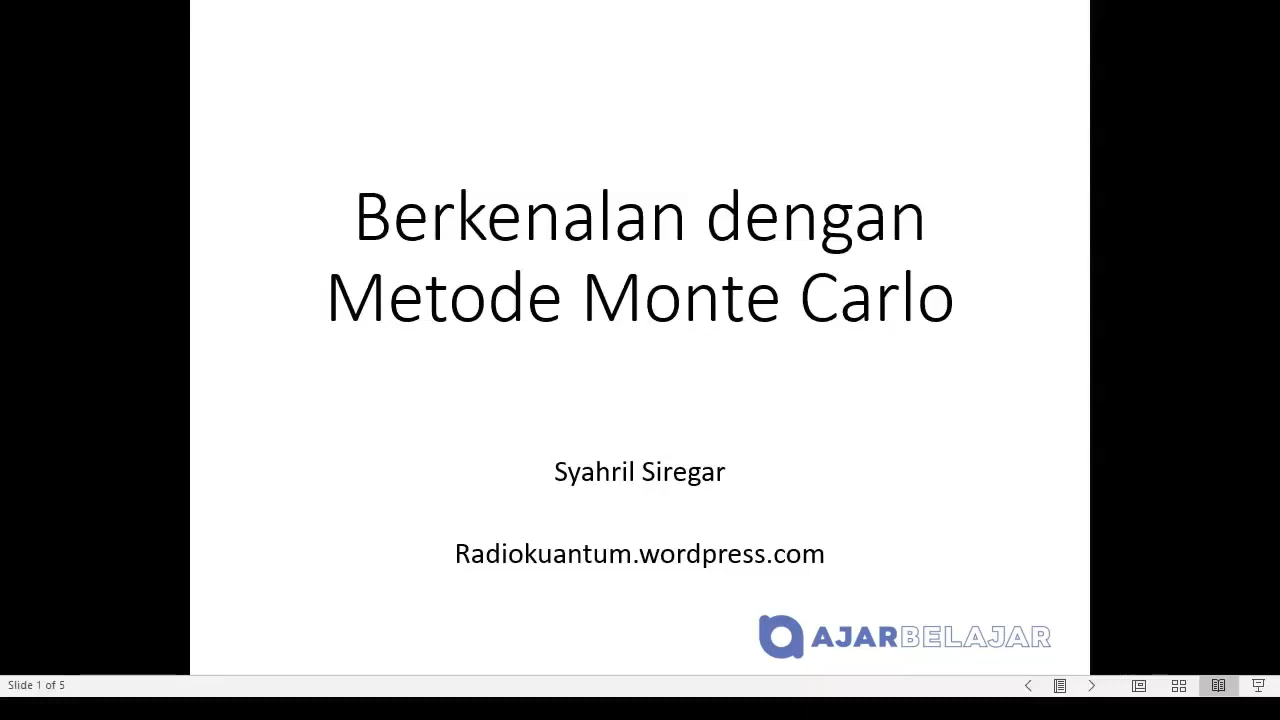 Berkenalan dengan
Metode Monte Carlo
Syahril Siregar
Radiokuantum.wordpress.com
AJARBELAJAR
Slide 1 of 5